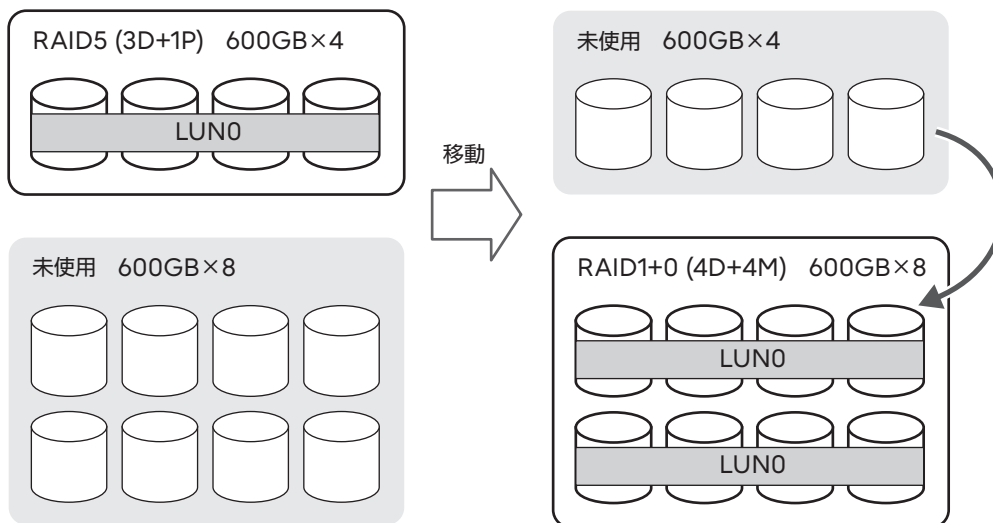 RAID5 (3D+1P) 600GB×4
LUN0
未使用 600GB×8
移動
未使用 600GB×4
RAID1+0 (4D+4M) 600GB×8
LUN0
LUN0